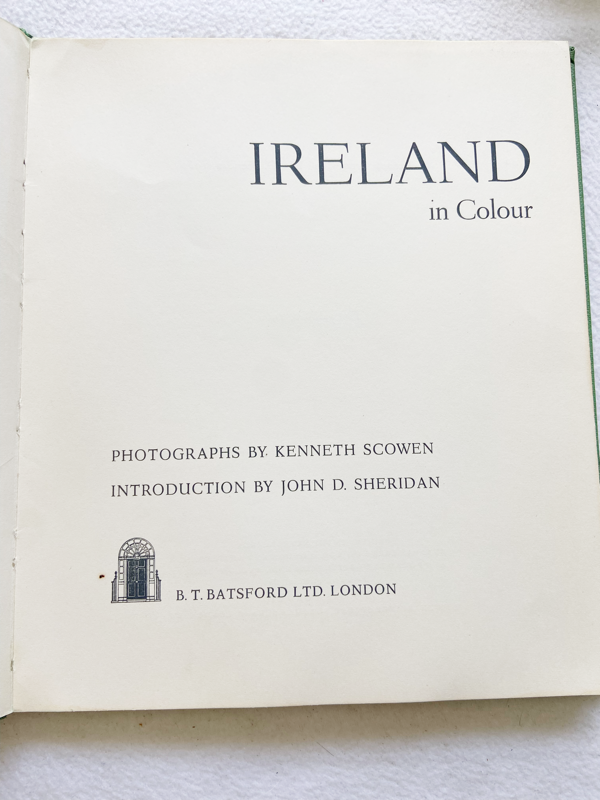 IRELAND
in Colour
PHOTOGRAPHS BY KENNETH SCOWEN
INTRODUCTION BY JOHN D. SHERIDAN
B. T. BATSFORD LTD. LONDON